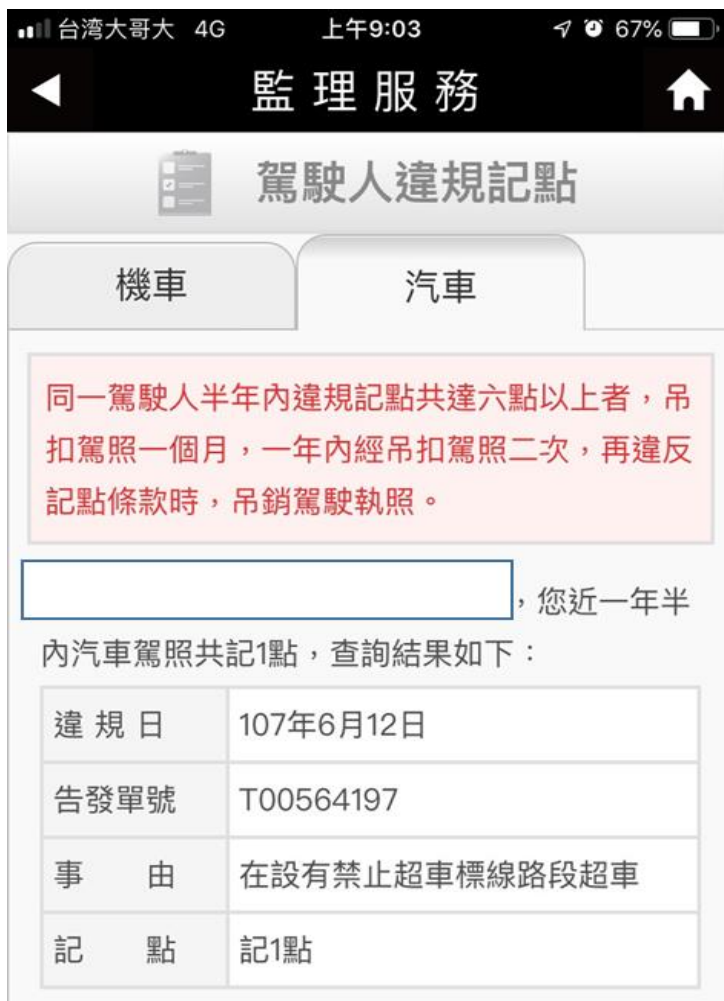 台湾大哥大 4G 上午9:03 67%
監理服務
駕駛人違規記點
機車 汽車
同一駕駛人半年內違規記點共達六點以上者，吊
扣駕照一個月，一年內經吊扣駕照二次，再違反
記點條款時，吊銷駕駛執照。
，您近一年半
內汽車駕照共記1點，查詢結果如下：
違規日 107年6月12日
告發單號 T00564197
事由 在設有禁止超車標線路段超車
記點 記1點